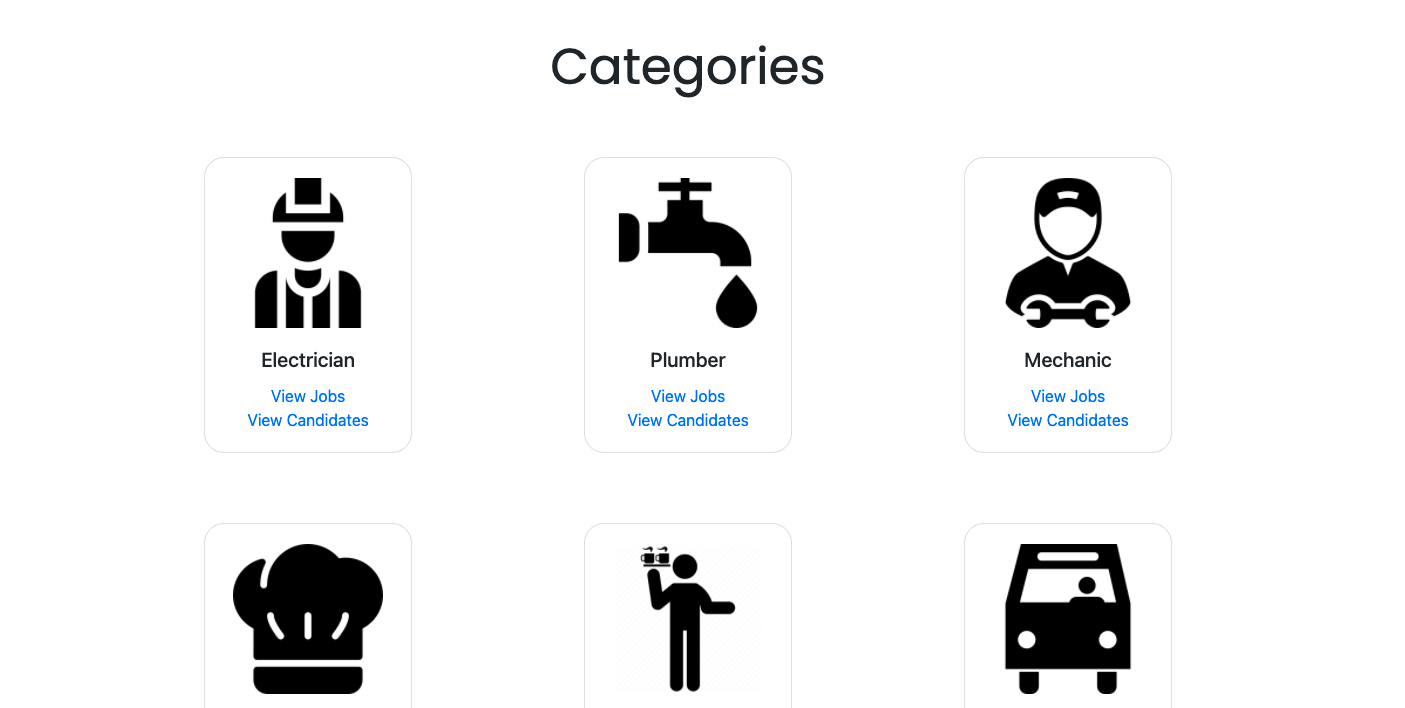 Categories
Electrician
View Jobs
View Candidates
Plumber
View Jobs
View Candidates
Mechanic
View Jobs
View Candidates